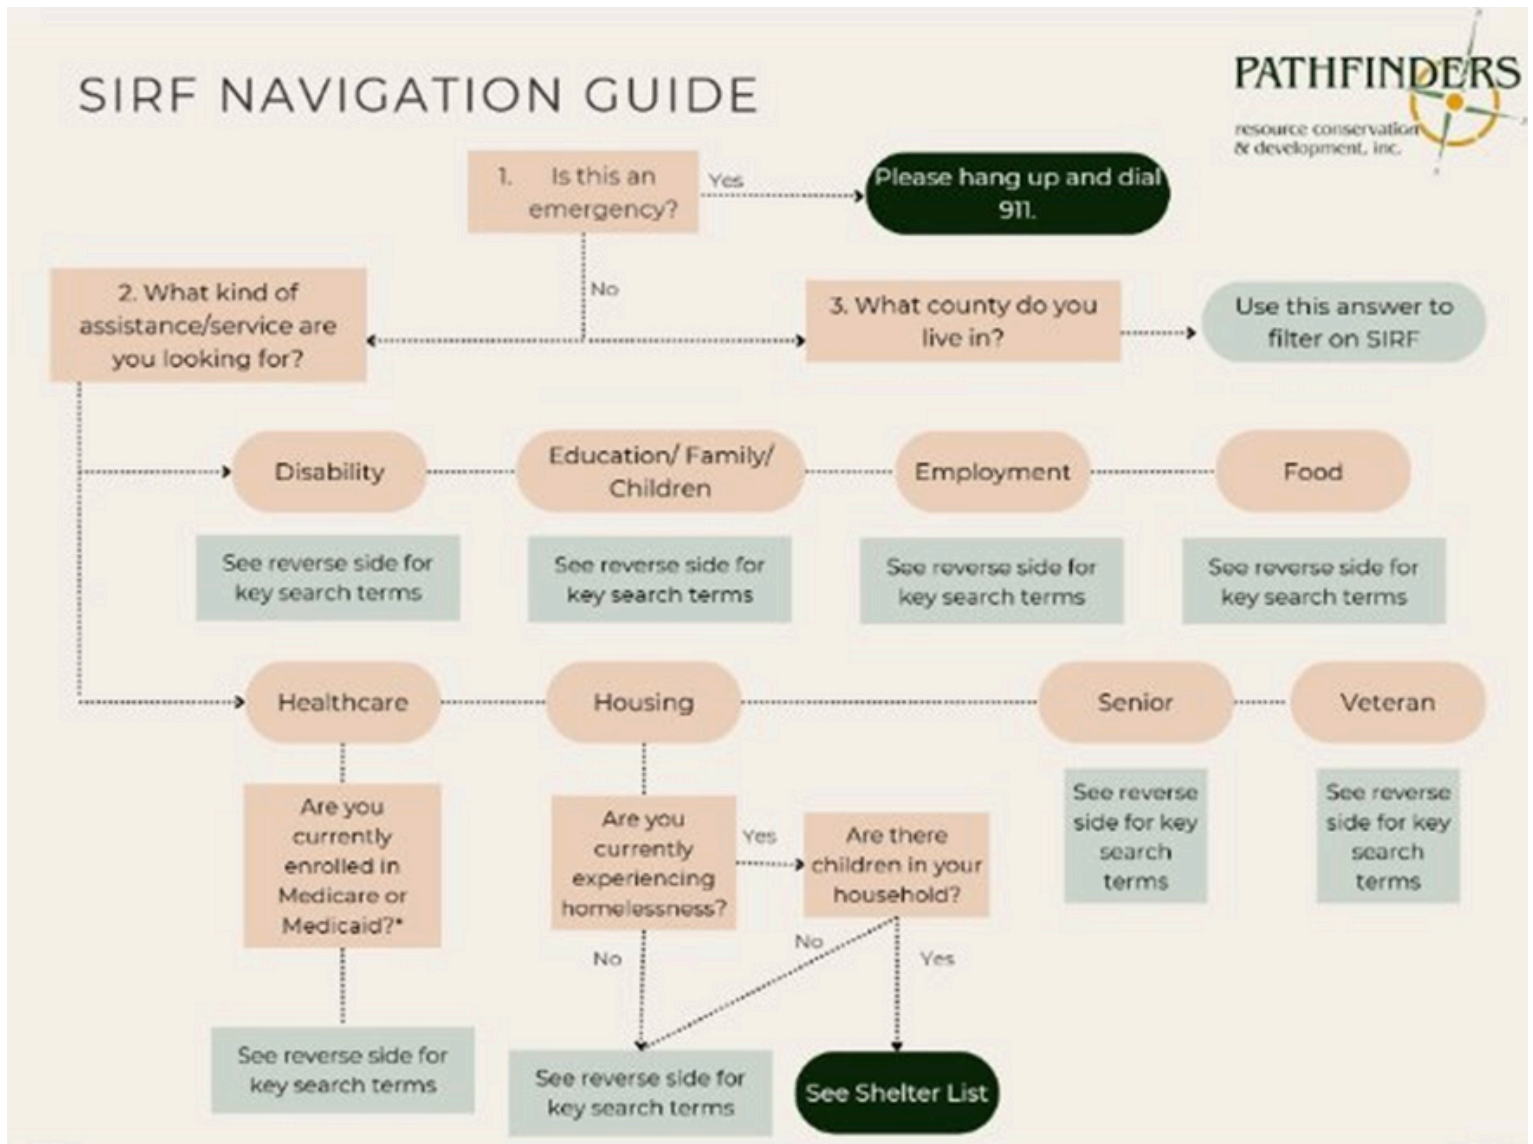 SIRF NAVIGATION GUIDE
PATHFINDERS
resource conservation
& development, inc.
1. Is this an
emergency?
Yes
Please hang up and dial
911.
No
2. What kind of
assistance/service are
you looking for?
3. What county do you
live in?
Use this answer to
filter on SIRF
Disability
Education/ Family/
Children
Employment
Food
See reverse side for
key search terms
See reverse side for
key search terms
See reverse side for
key search terms
See reverse side for
key search terms
Healthcare
Housing
Senior
Veteran
Are you
currently
enrolled in
Medicare or
Medicaid?*
Are you
currently
experiencing
homelessness?
Yes
Are there
children in your
household?
See reverse
side for key
search
terms
See reverse
side for key
search
terms
No
No
Yes
See reverse side for
key search terms
See reverse side for
key search terms
See Shelter List